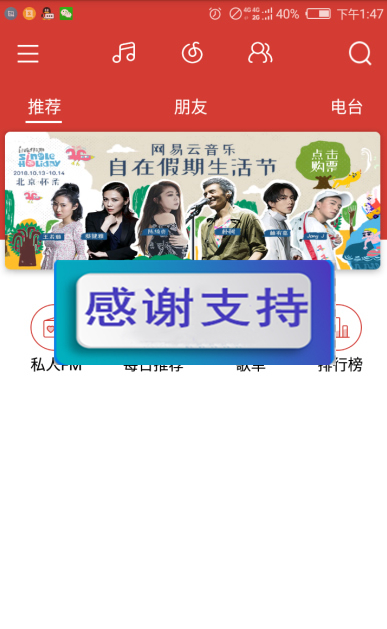 40% 下午1:47
推荐 朋友 电台
网易云音乐
自在假期生活节
点击
购票
Single
Holiday
2018.10.13-10.14
北京·怀柔
感谢支持
私人FM 每日推荐 歌单 排行榜